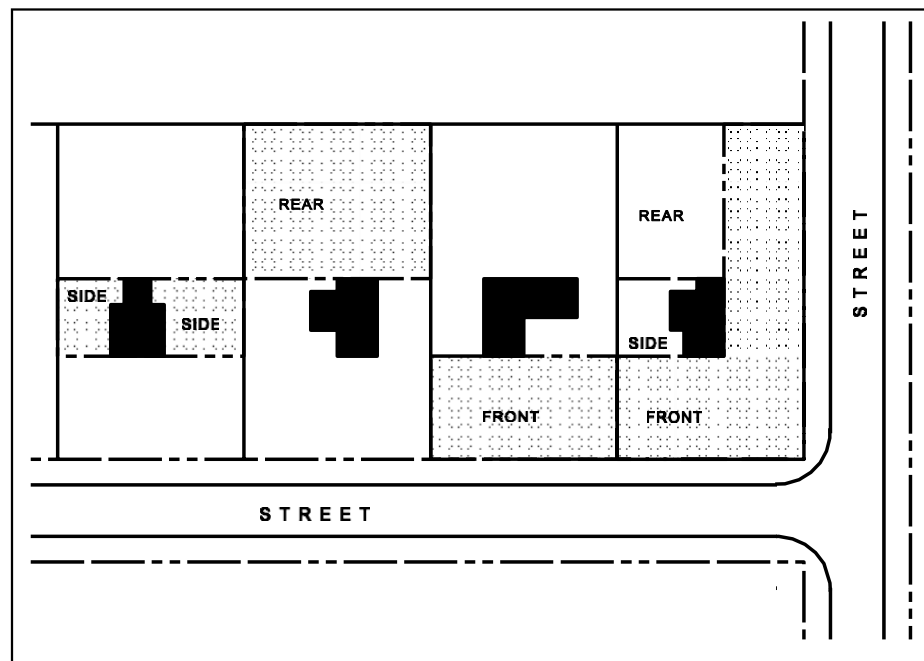 REAR
REAR
SIDE
SIDE
SIDE
FRONT
FRONT
STREET
STREET